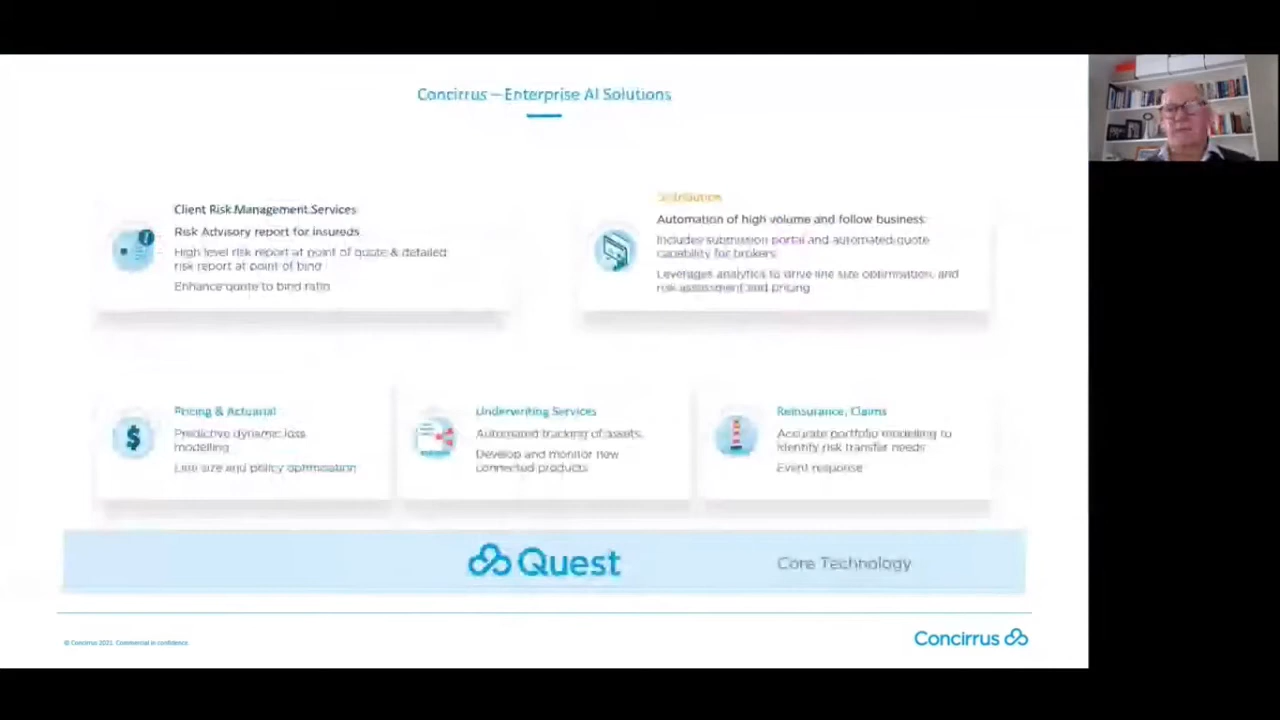 Concirrus – Enterprise AI Solutions
Client Risk Management Services
Risk Advisory report for insureds
High level risk report at point of quote & detailed
risk report at point of bind
Enhance quote to bind ratio
Distribution
Automation of high volume and follow business
Includes submission portal and automated quote
capability for brokers
Leverages analytics to drive line size optimisation, and
risk assessment and pricing
Pricing & Actuarial
Predictive dynamic loss
modelling
Line size and policy optimisation
Underwriting Services
Automated tracking of assets.
Develop and monitor new
connected products
Reinsurance, Claims
Accurate portfolio modelling to
identify risk transfer needs
Event response
Quest
Core Technology
© Concirrus 2021. Commercial in confidence
Concirrus